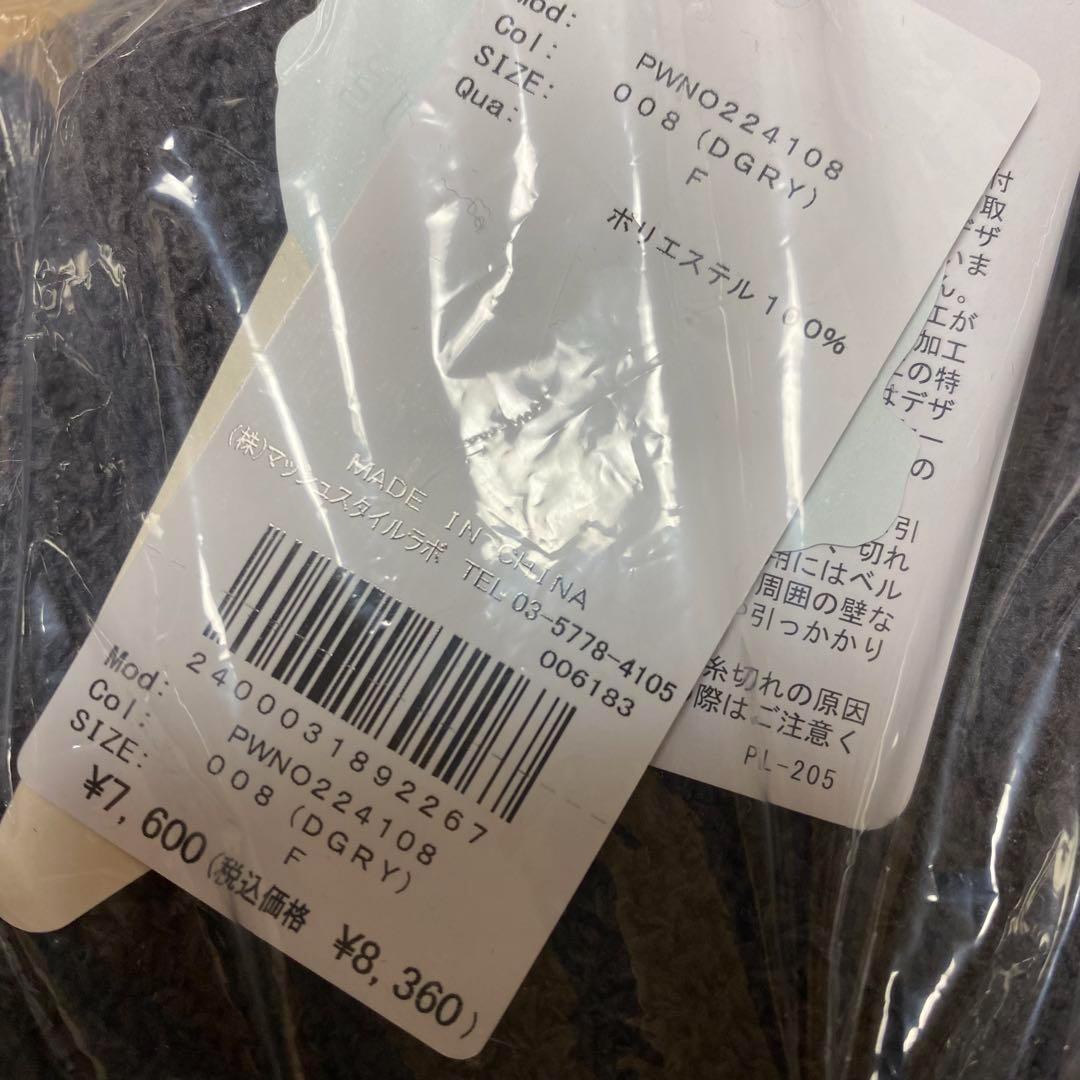 Mod: PWNO224108
Col: 008 (DGRY)
SIZE: F
Qua:
ポリエステル100%
MADE IN CHINA
(株)マッシュスタイルラボ TEL 03-5778-4105
006183
2400031892267
Mod: PWNO224108
Col: 008 (DGRY)
SIZE: F
¥7,600(税込価格 ¥8,360)
付
取
ザ
ま
ん。が
工
加工
の特
はデザ
ー
の
引
切れ
用にはベル
周囲の壁な
引っかかり
糸切れの原因
際はご注意く
PL-205